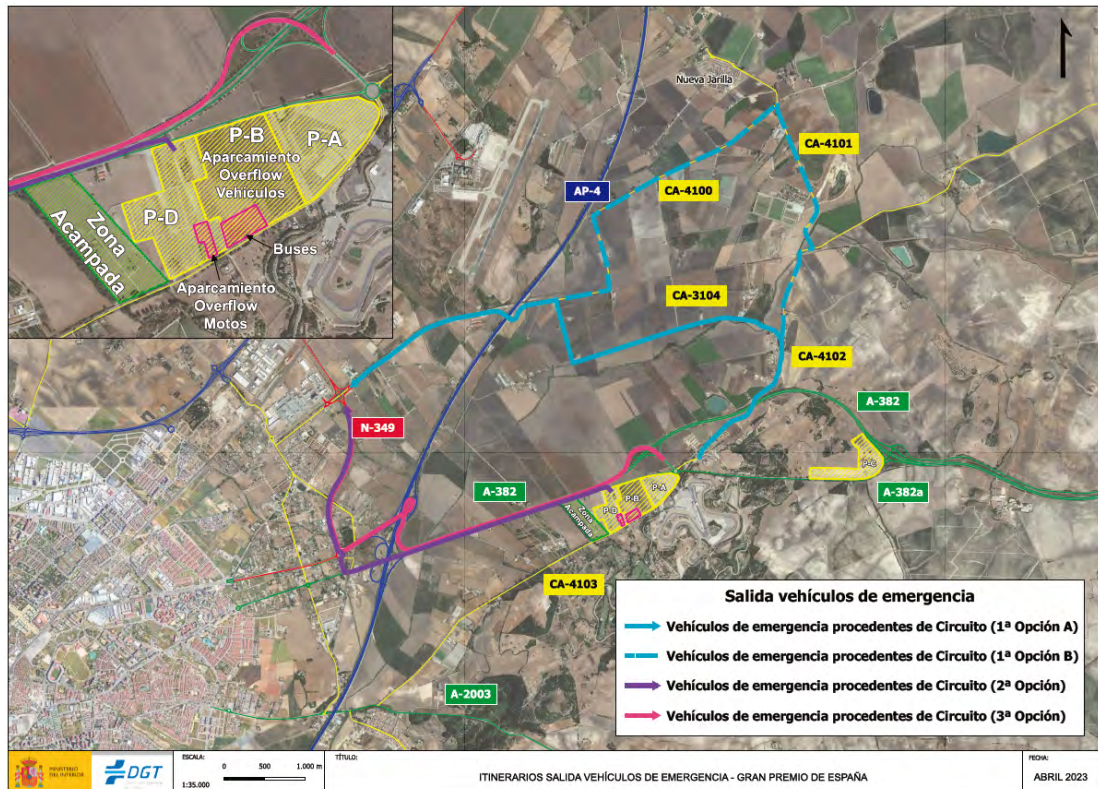 P-A
P-B
Aparcamiento
Overflow
Vehículos
P-D
Zona
Acampada
Buses
Aparcamiento
Overflow
Motos
Nueva Jarilla
CA-4101
AP-4
CA-4100
CA-3104
CA-4102
A-382
N-349
P-C
A-382
A-382a
P-A
P-B
P-D
Zona
Acampada
CA-4103
A-2003
Salida vehículos de emergencia
Vehículos de emergencia procedentes de Circuito (1ª Opción A)
Vehículos de emergencia procedentes de Circuito (1ª Opción B)
Vehículos de emergencia procedentes de Circuito (2ª Opción)
Vehículos de emergencia procedentes de Circuito (3ª Opción)
MINISTERIO
DEL INTERIOR
DGT
ESCALA:
0 500 1.000 m
1:35.000
TÍTULO:
ITINERARIOS SALIDA VEHÍCULOS DE EMERGENCIA - GRAN PREMIO DE ESPAÑA
FECHA:
ABRIL 2023